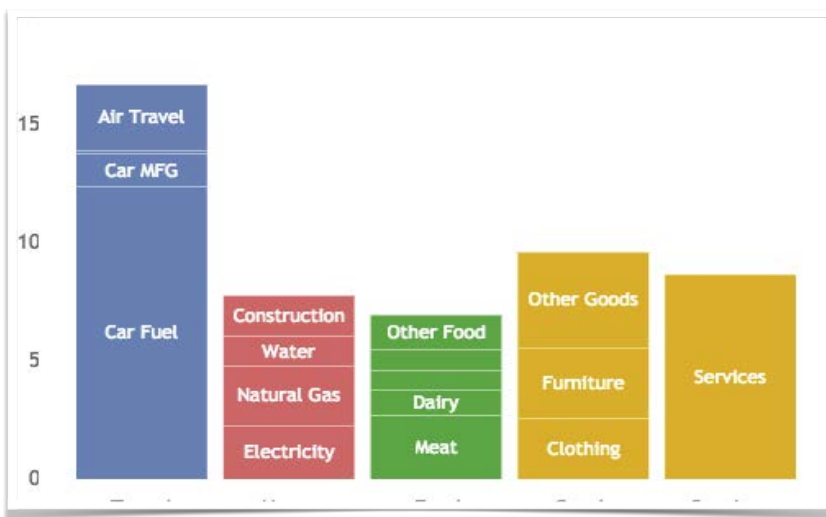 15
10
5
0
Air Travel
Car MFG
Car Fuel
Construction
Water
Natural Gas
Electricity
Other Food
Dairy
Meat
Other Goods
Furniture
Clothing
Services